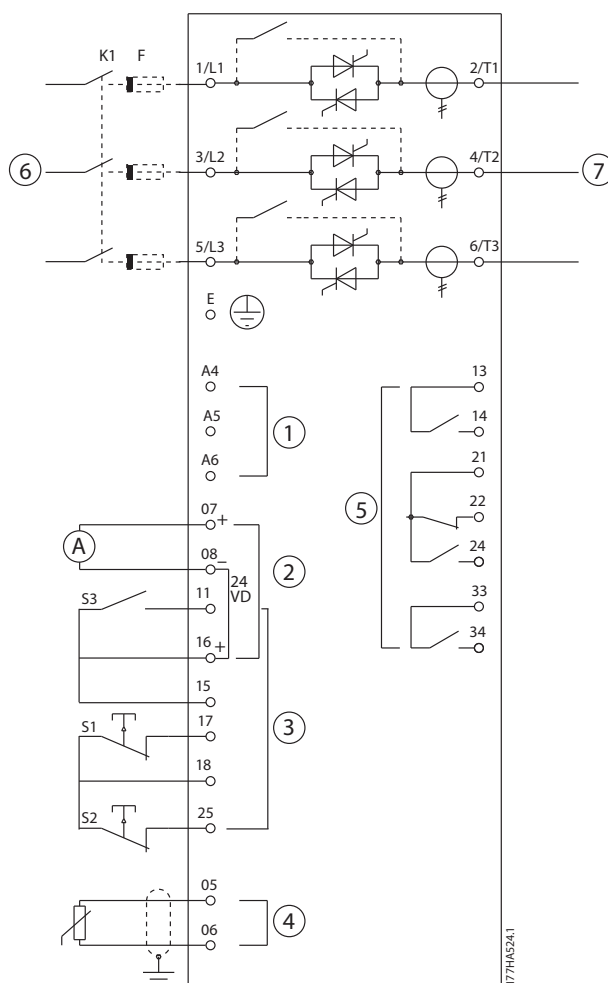 K1 F
1/L1 2/T1
6 3/L2 4/T2 7
5/L3 6/T3
E
A4 13
A5 14
1
A6 21
5
07 + 22
A
08 - 24
2
24
VD
S3 11 33
16 + 34
15
3
S1 17
18
S2 25
05
4
06
177HA524.1